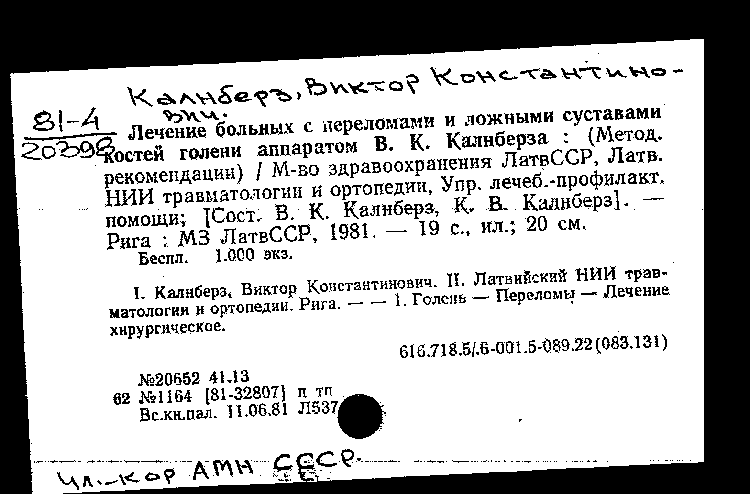 Калнберз, Виктор Константино-
вич.
81-4
20398
Лечение больных с переломами и ложными суставами
костей голени аппаратом В. К. Калнберза : (Метод.
рекомендации) / М-во здравоохранения ЛатвССР, Латв.
НИИ травматологии и ортопедии, Упр. лечеб.-профилакт.
помощи; [Сост. В. К. Калнберз, К. В. Калнберз]. —
Рига : МЗ ЛатвССР, 1981. — 19 с., ил.; 20 см.
Беспл. 1.000 экз.
I. Калнберз, Виктор Константинович. II. Латвийский НИИ трав-
матологии и ортопедии. Рига. — — 1. Голень — Переломы — Лечение
хирургическое.
616.718.5/.6-001.5-089.22(083.131)
№20652 41.13
62 №1164 [81-32807] п тп
Вс.кн.пал. 11.06.81 Л537
Чл.-кор АМН СССР.